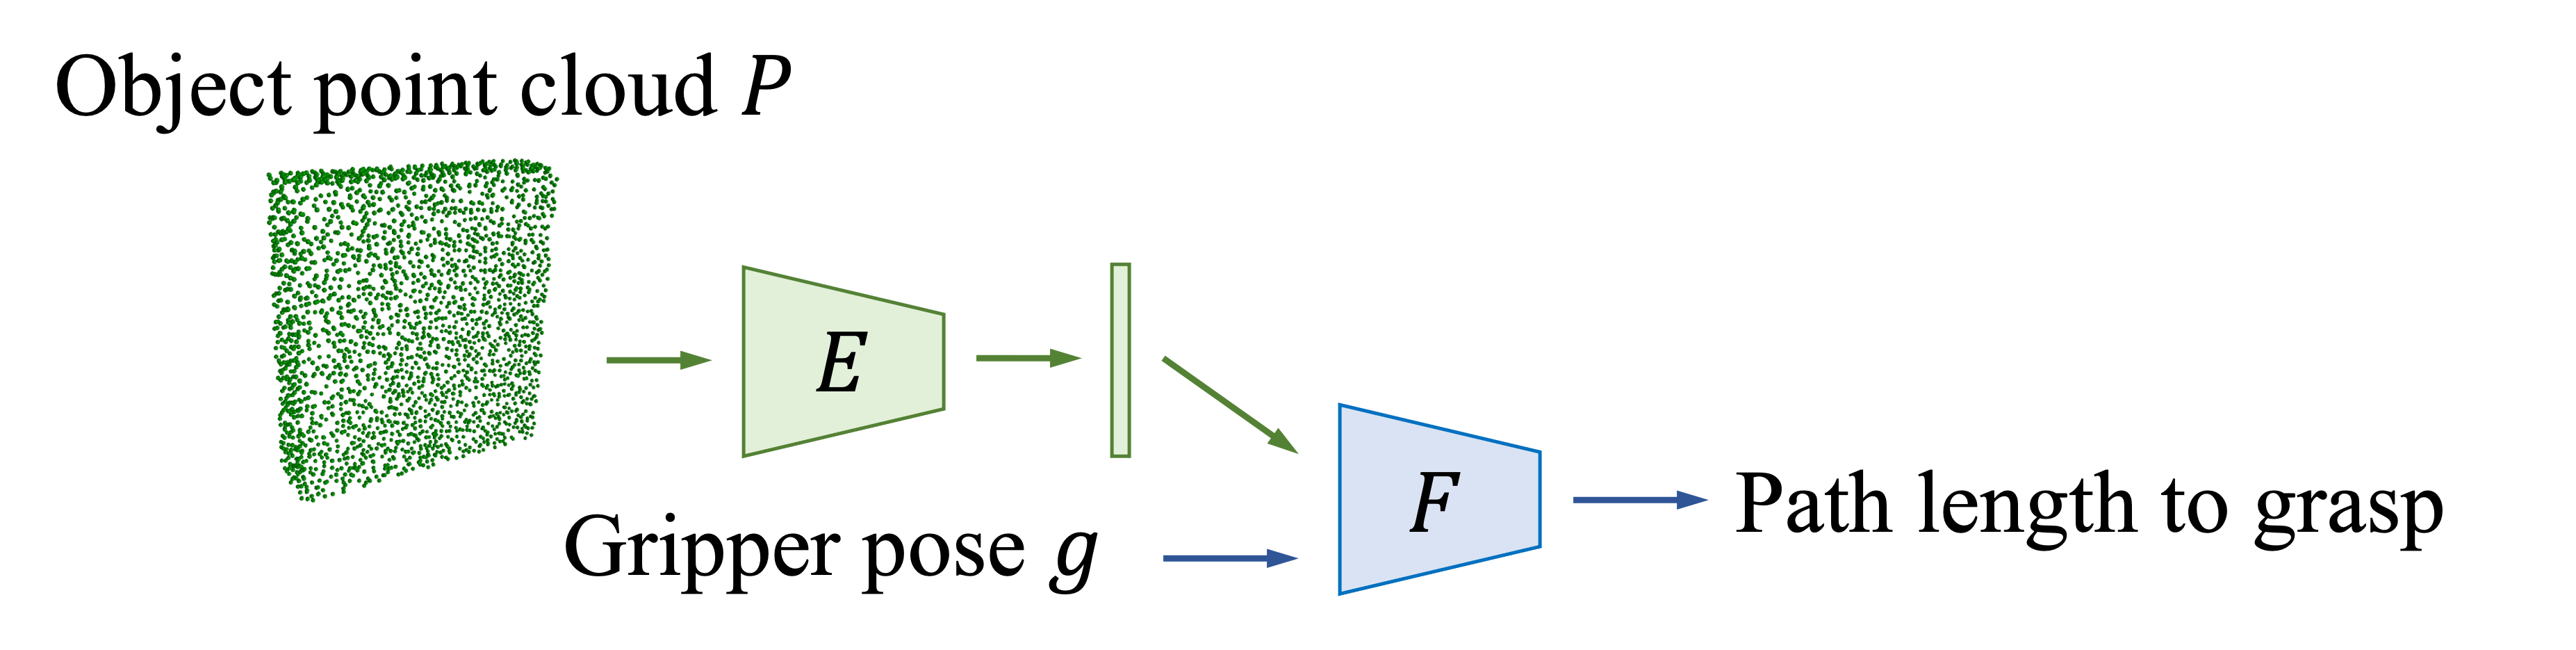 Object point cloud P
E
Gripper pose g
F
Path length to grasp